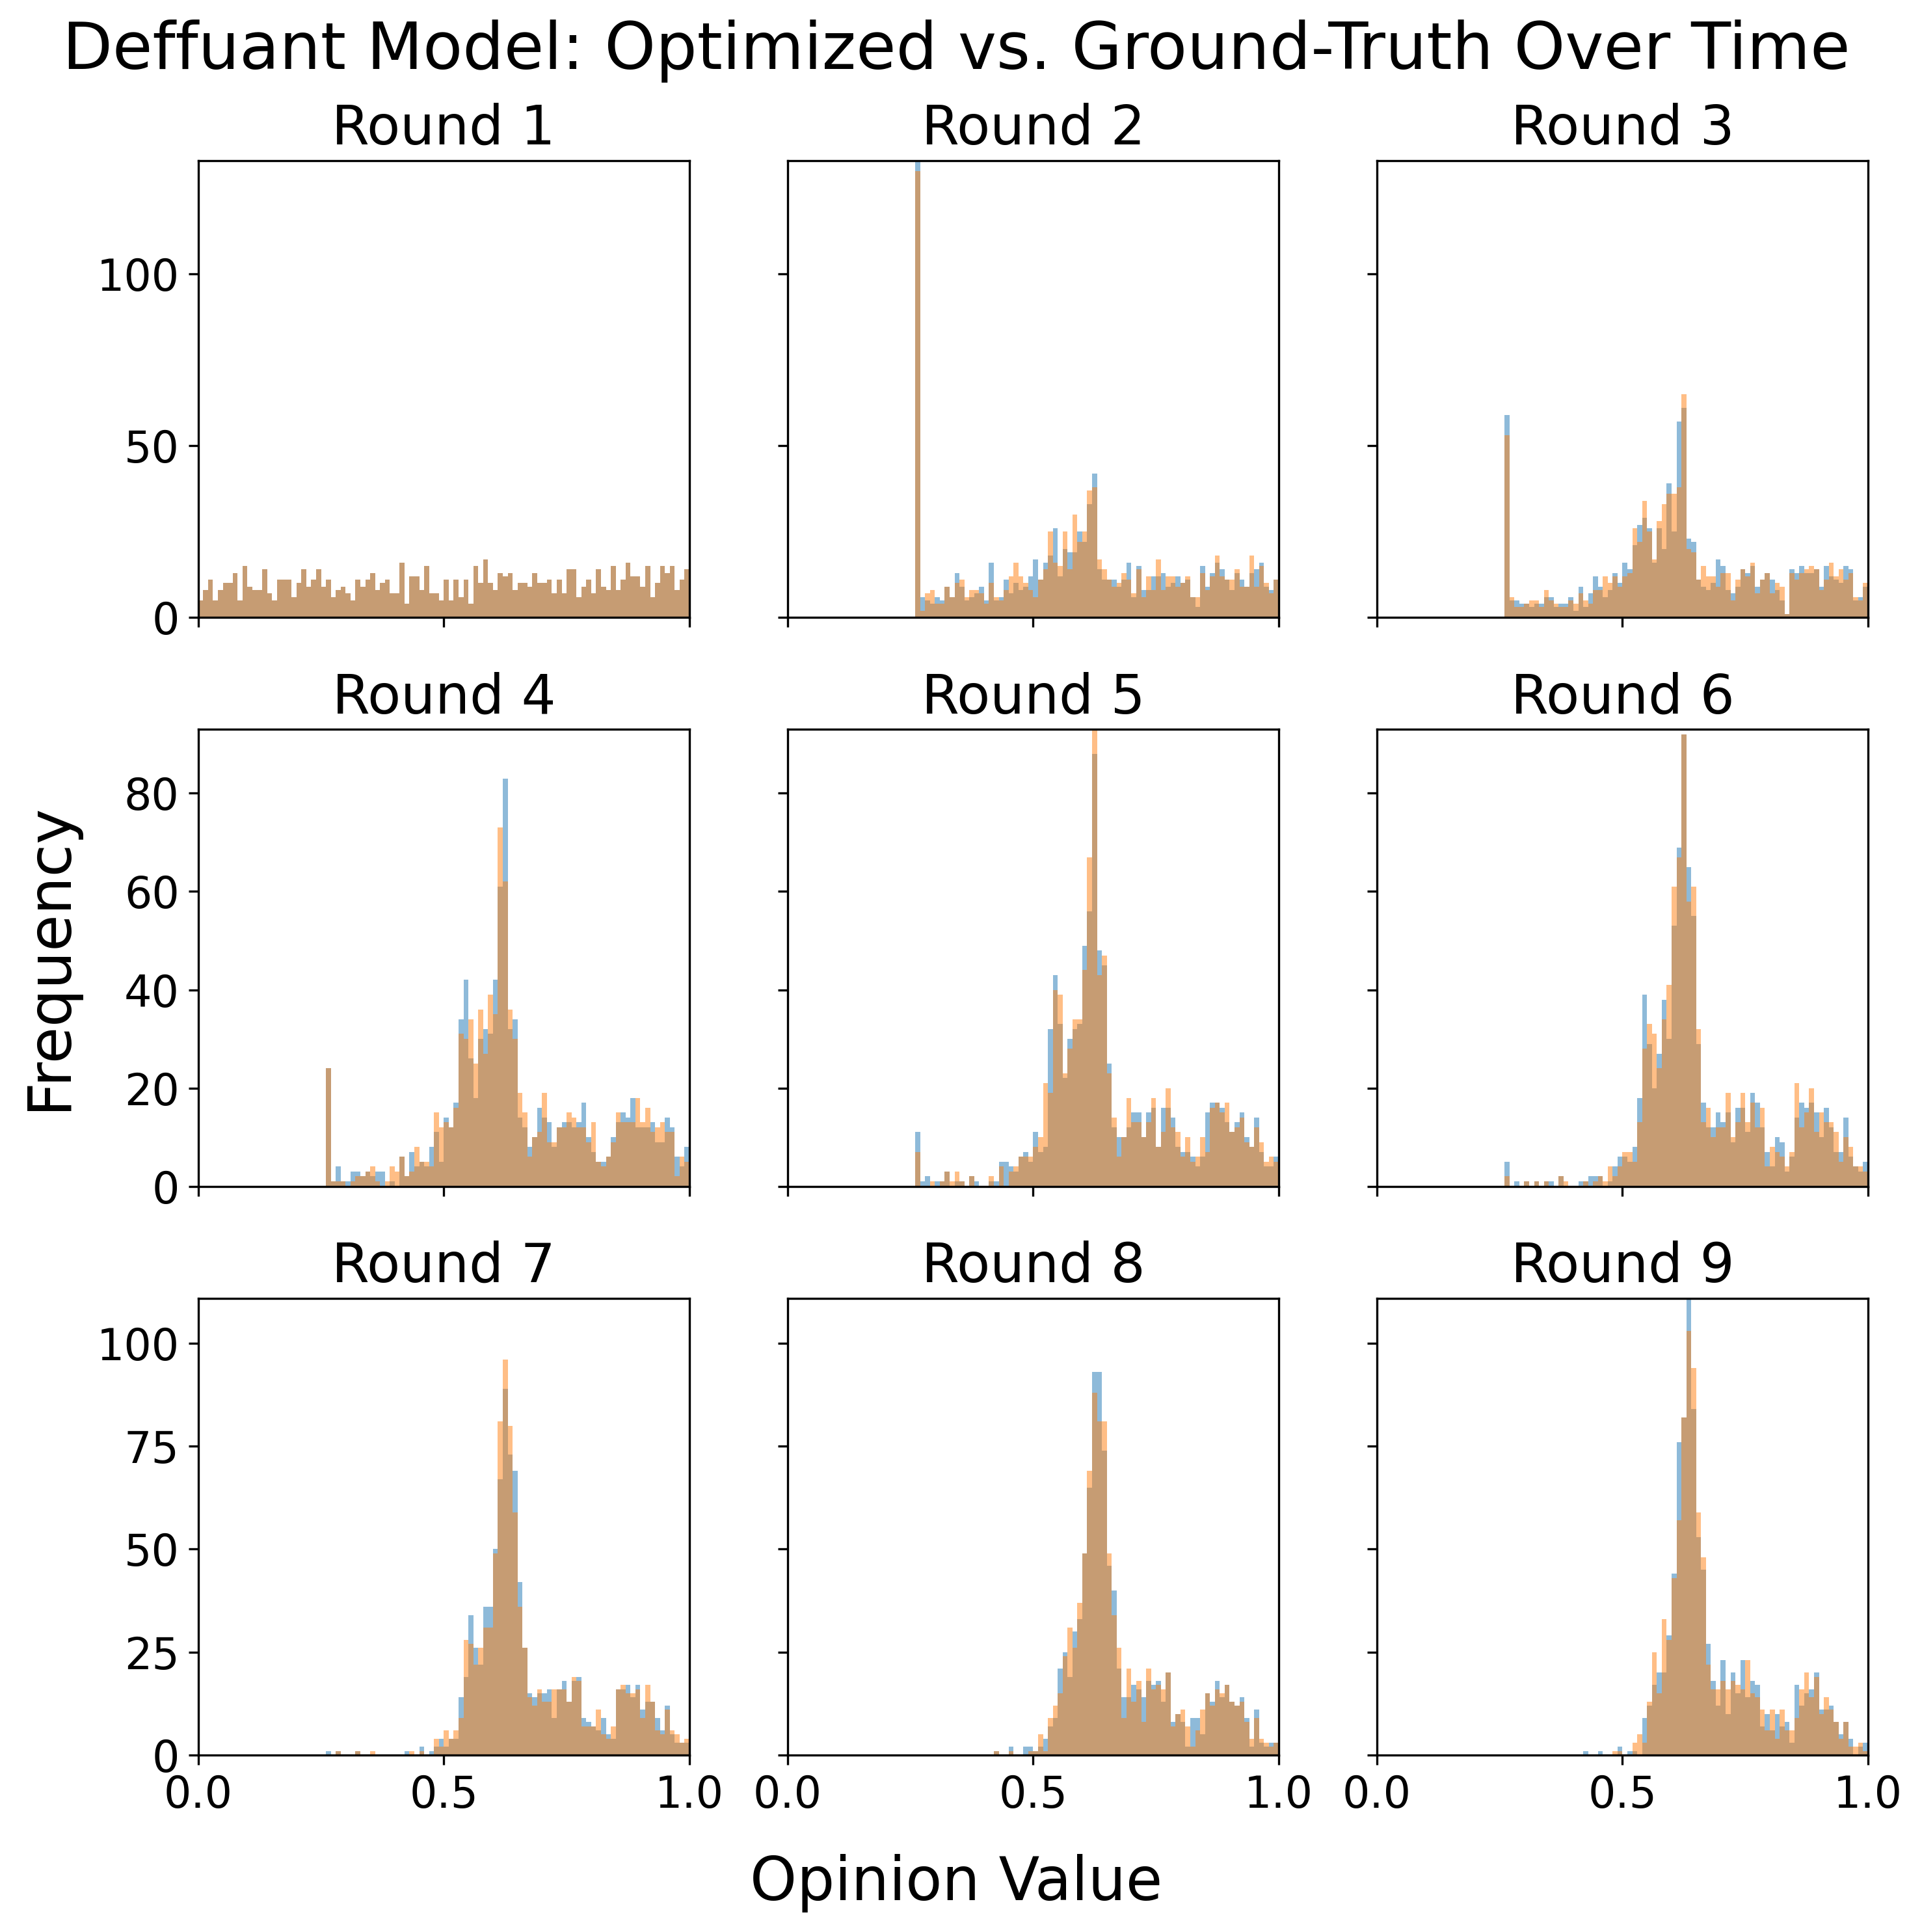 Deffuant Model: Optimized vs. Ground-Truth Over Time
Round 1
Round 2
Round 3
100
50
0
Round 4
Round 5
Round 6
80
60
40
20
0
Frequency
Round 7
Round 8
Round 9
100
75
50
25
0
0.0 0.5 1.0 0.0 0.5 1.0 0.0 0.5 1.0
Opinion Value